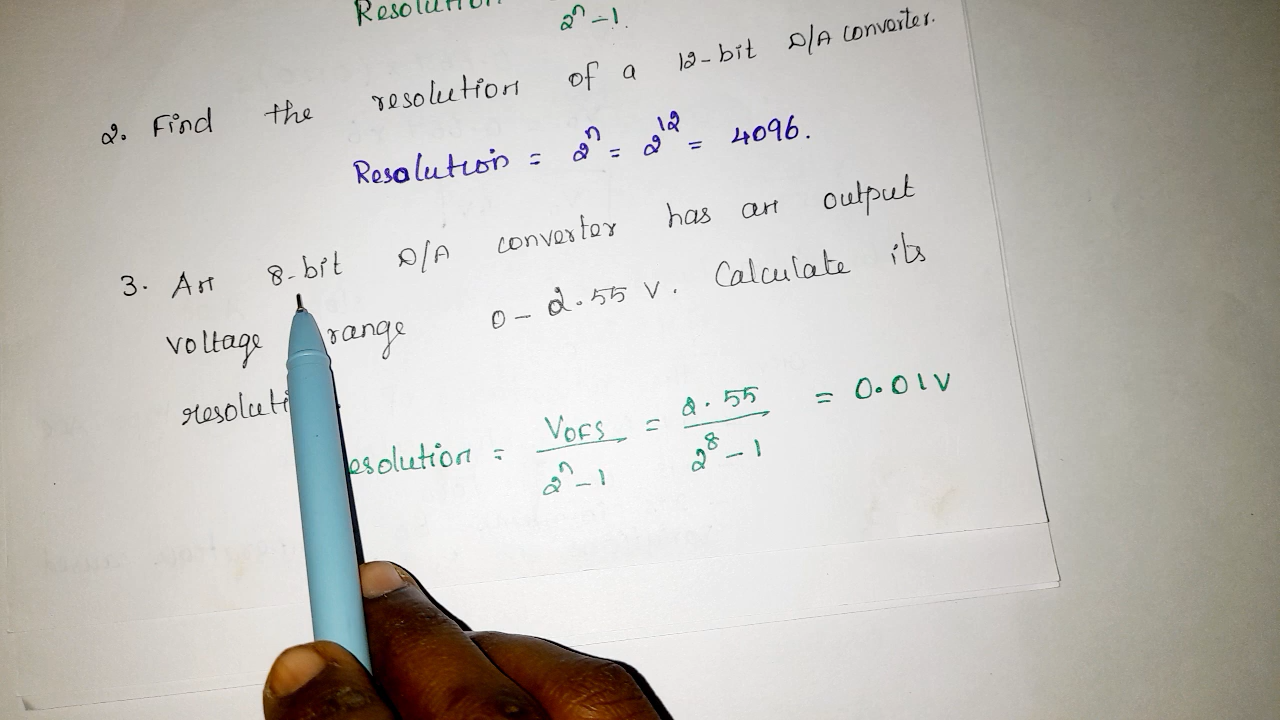 Resolution
2ⁿ-1.
2. Find the resolution of a 12-bit D/A converter.
Resolution = 2ⁿ = 2¹² = 4096.
3. An 8-bit D/A converter has an output
voltage range 0 - 2.55 V. Calculate its
resoluti
esolution = VOFS/2ⁿ-1 = 2.55/2⁸-1 = 0.01V